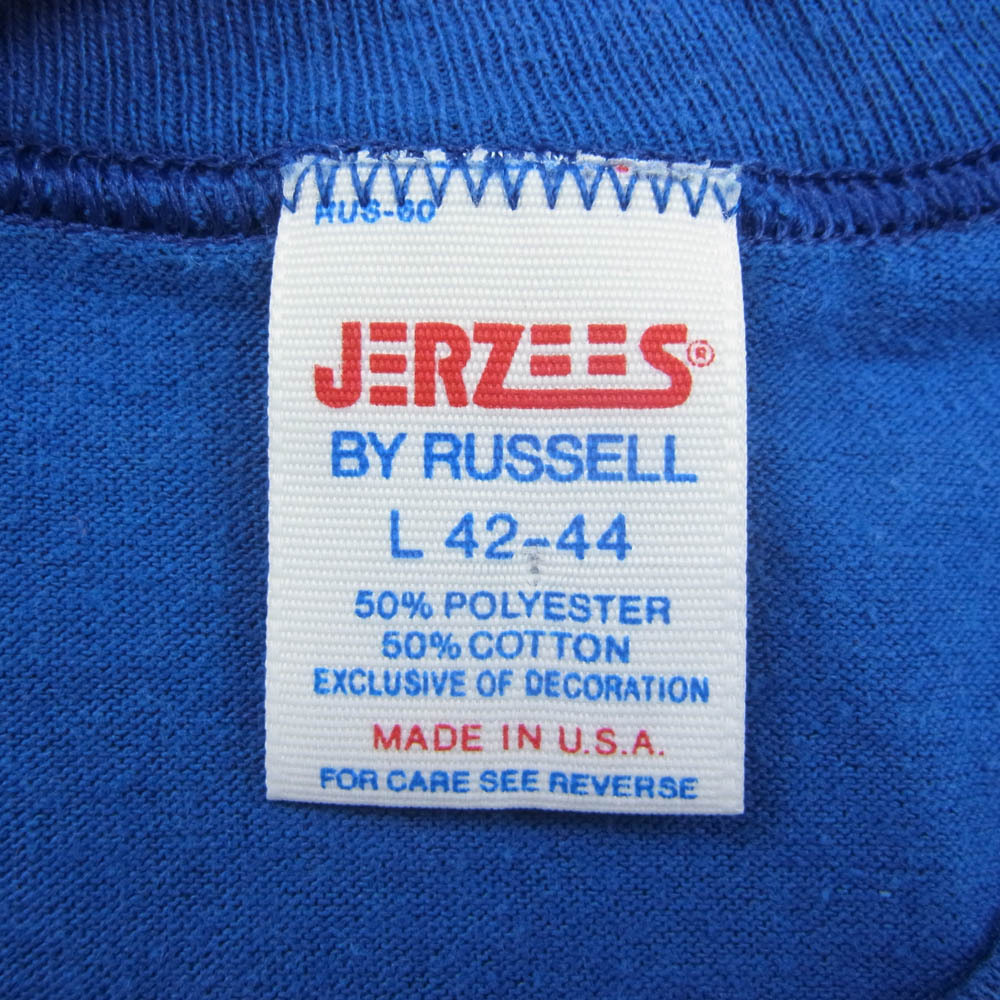 RUS-60
JERZEES®
BY RUSSELL
L 42-44
50% POLYESTER
50% COTTON
EXCLUSIVE OF DECORATION
MADE IN U.S.A.
FOR CARE SEE REVERSE